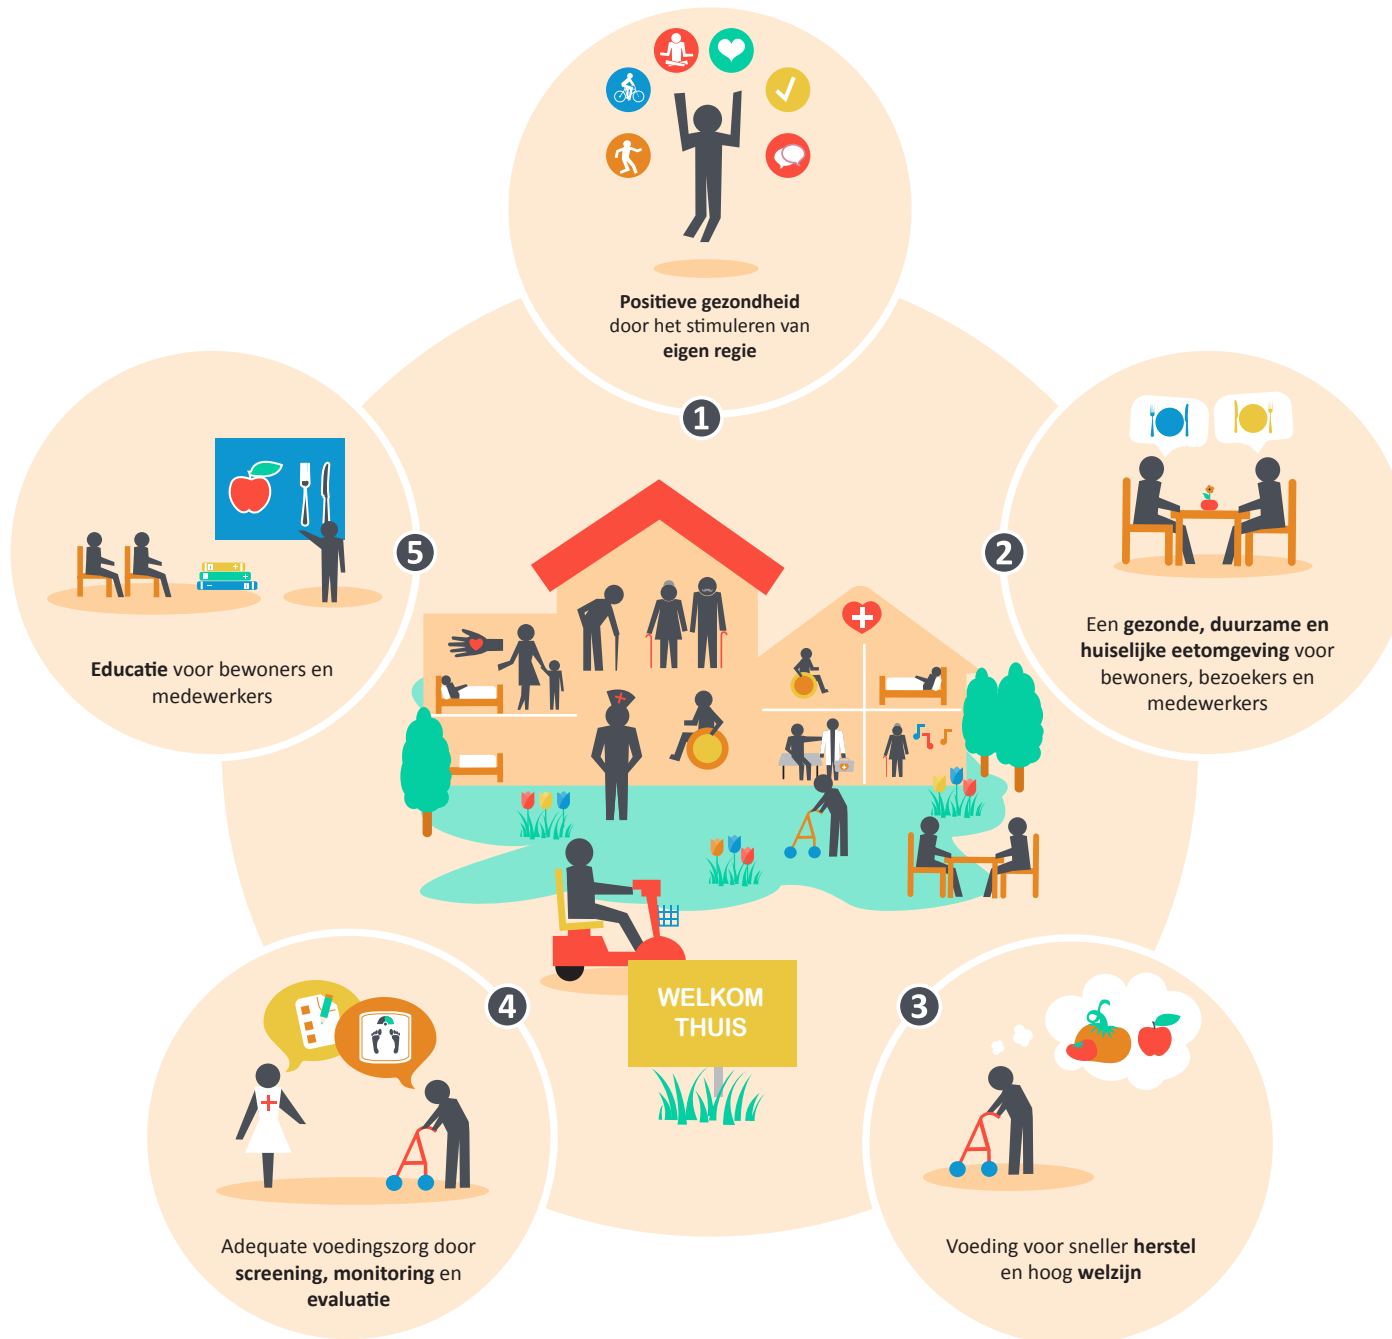 Positieve gezondheid
door het stimuleren van
eigen regie
1
Een gezonde, duurzame en
huiselijke eetomgeving voor
bewoners, bezoekers en
medewerkers
2
Voeding voor sneller herstel
en hoog welzijn
3
Adequate voedingszorg door
screening, monitoring en
evaluatie
4
Educatie voor bewoners en
medewerkers
5
WELKOM
THUIS